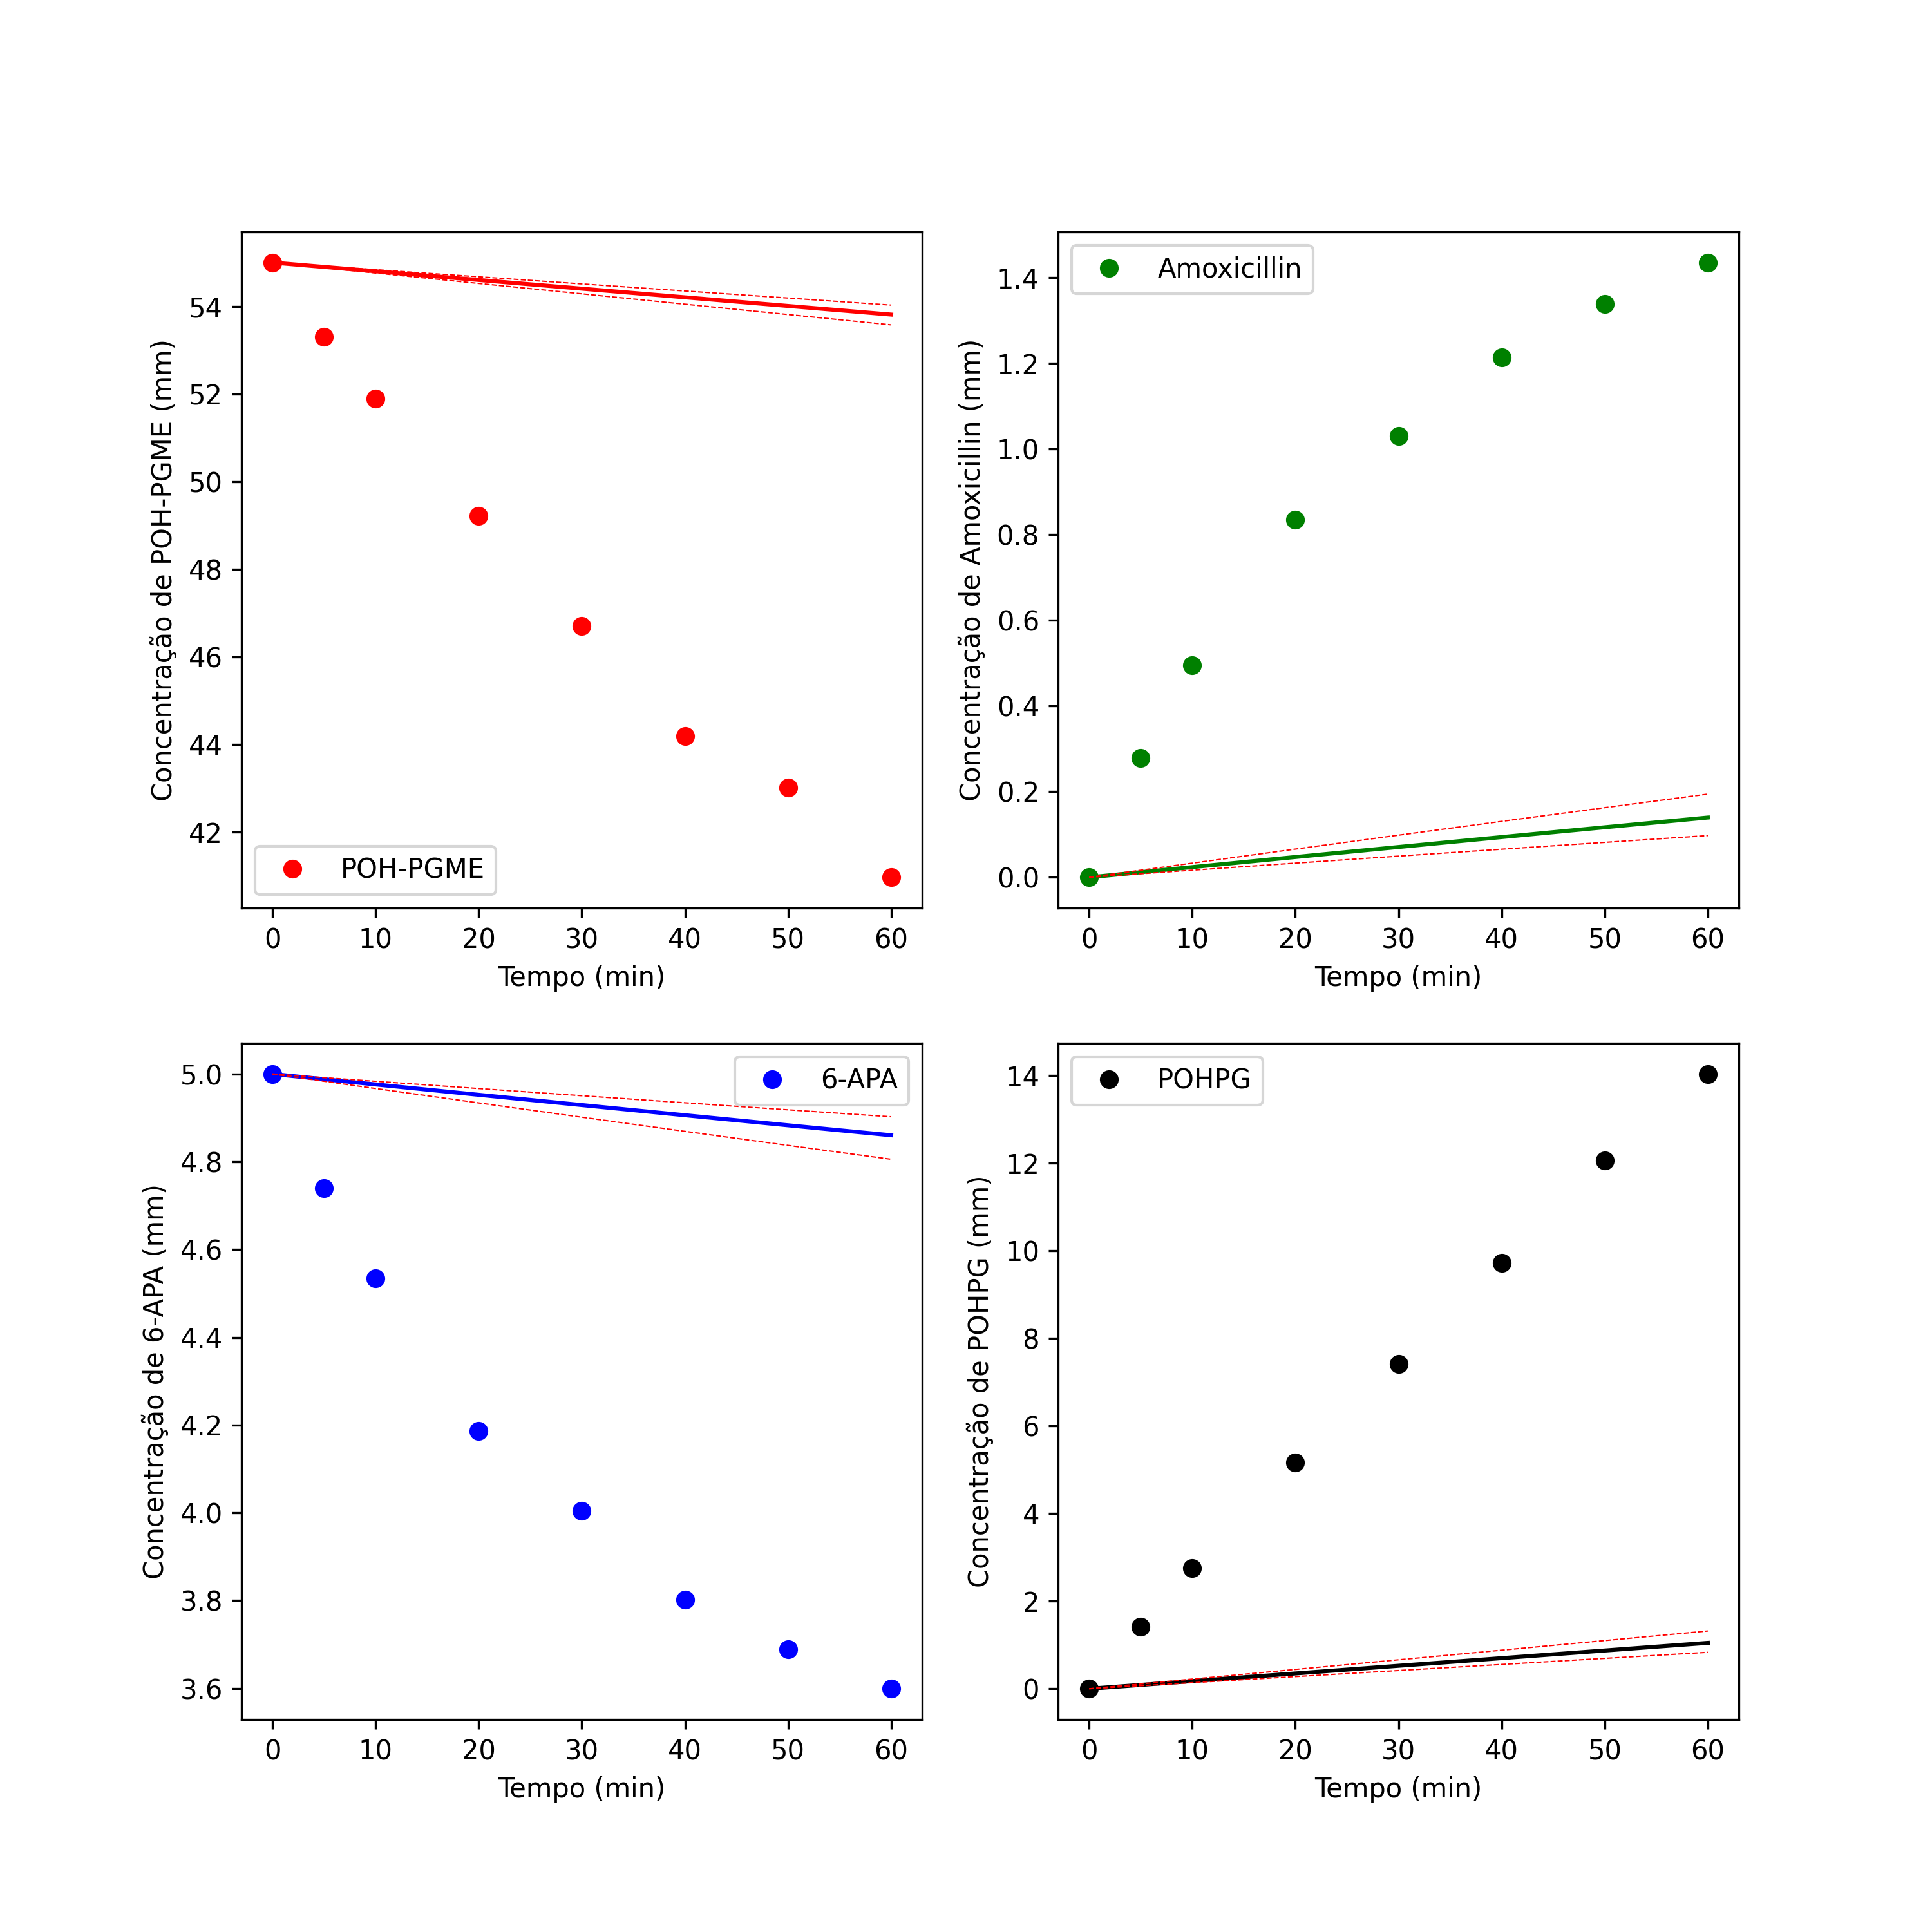 Concentração de POH-PGME (mm)
54
52
50
48
46
44
42
POH-PGME
0 10 20 30 40 50 60
Tempo (min)
Concentração de Amoxicillin (mm)
Amoxicillin
1.4
1.2
1.0
0.8
0.6
0.4
0.2
0.0
0 10 20 30 40 50 60
Tempo (min)
Concentração de 6-APA (mm)
6-APA
5.0
4.8
4.6
4.4
4.2
4.0
3.8
3.6
0 10 20 30 40 50 60
Tempo (min)
Concentração de POHPG (mm)
POHPG
14
12
10
8
6
4
2
0
0 10 20 30 40 50 60
Tempo (min)